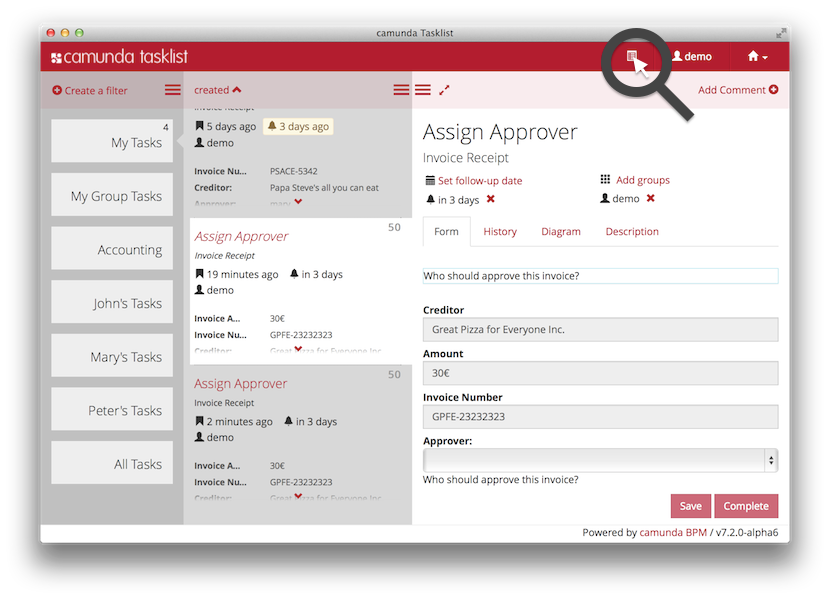 camunda Tasklist
camunda tasklist
demo
Create a filter
created
Add Comment
4
My Tasks
My Group Tasks
Accounting
John's Tasks
Mary's Tasks
Peter's Tasks
All Tasks
Invoice Receipt
5 days ago 3 days ago
demo
Invoice Nu... PSACE-5342
Creditor: Papa Steve's all you can eat
Approver: mary
50
Assign Approver
Invoice Receipt
19 minutes ago in 3 days
demo
Invoice A... 30€
Invoice Nu... GPFE-23232323
Creditor: Great Pizza for Everyone Inc.
50
Assign Approver
Invoice Receipt
2 minutes ago in 3 days
demo
Invoice A... 30€
Invoice Nu... GPFE-23232323
Creditor: Great Pizza for Everyone Inc.
Assign Approver
Invoice Receipt
Set follow-up date Add groups
in 3 days demo
Form History Diagram Description
Who should approve this invoice?
Creditor
Great Pizza for Everyone Inc.
Amount
30€
Invoice Number
GPFE-23232323
Approver:
Who should approve this invoice?
Save Complete
Powered by camunda BPM / v7.2.0-alpha6